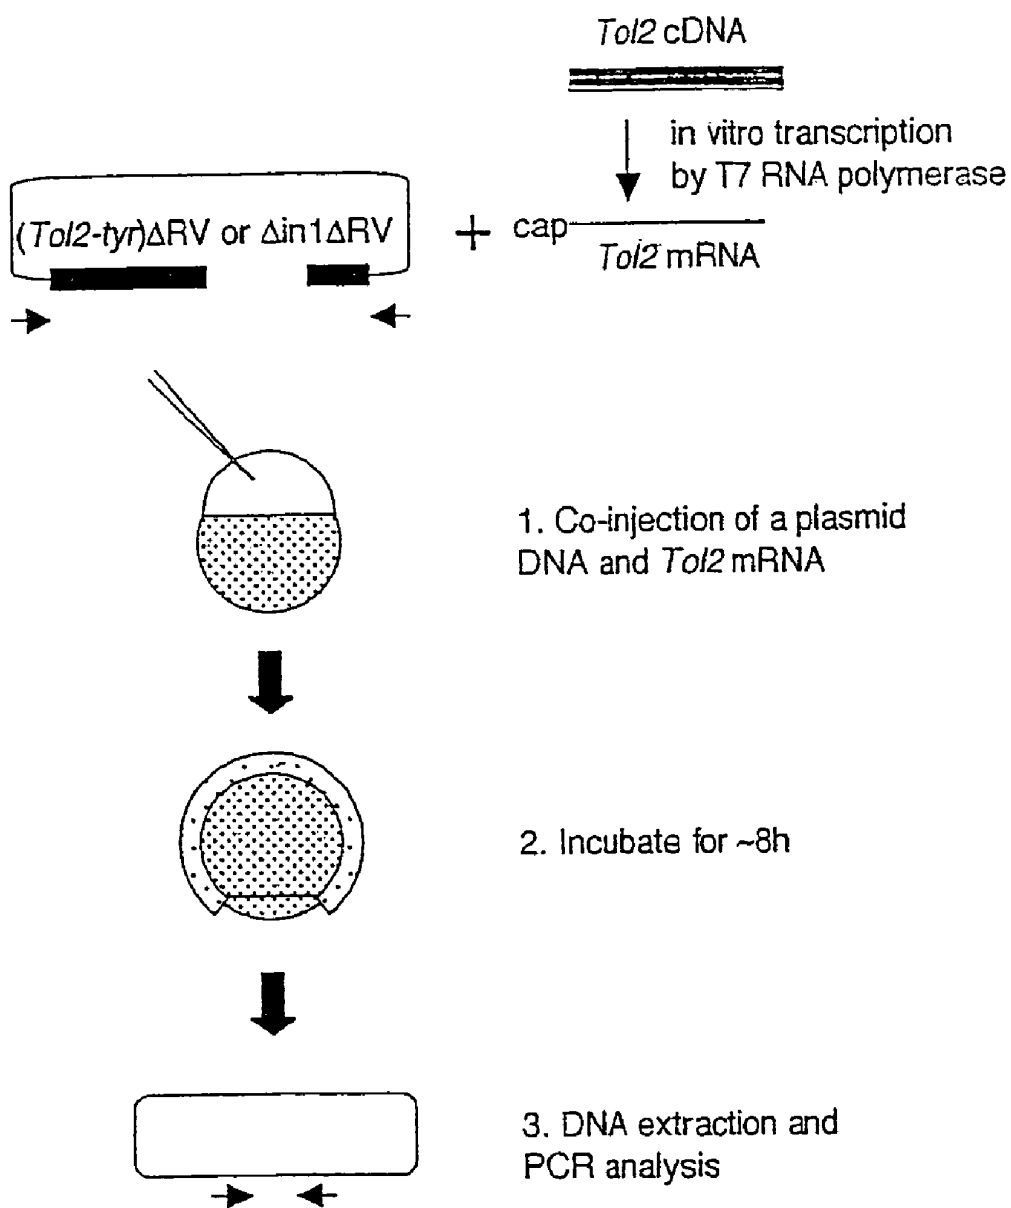 Tol2 cDNA
in vitro transcription
by T7 RNA polymerase
(Tol2-tyr)ΔRV or Δin1ΔRV
+
cap
Tol2 mRNA
1. Co-injection of a plasmid
DNA and Tol2 mRNA
2. Incubate for ~8h
3. DNA extraction and
PCR analysis